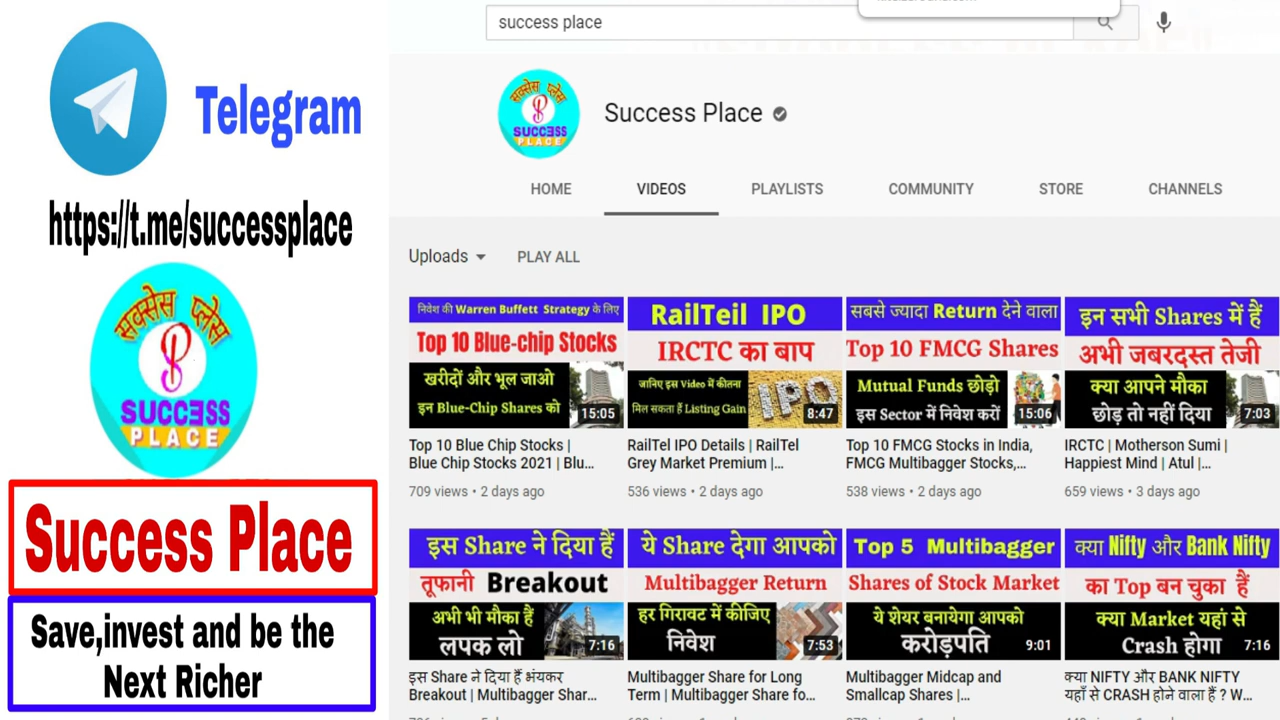 success place
Telegram
https://t.me/successplace
सक्सेस प्लेस
SUCCESS
PLACE
Success Place
Save,invest and be the
Next Richer
सक्सेस प्लेस
SUCCESS
PLACE
Success Place
HOME VIDEOS PLAYLISTS COMMUNITY STORE CHANNELS
Uploads PLAY ALL
निवेश की Warren Buffett Strategy के लिए
Top 10 Blue-chip Stocks
खरीदों और भूल जाओ
इन Blue-Chip Shares को
15:05
Top 10 Blue Chip Stocks |
Blue Chip Stocks 2021 | Blu...
709 views • 2 days ago
RailTeil IPO
IRCTC का बाप
जानिए इस Video में कीतना
मिल सकता हैं Listing Gain
IPO
8:47
RailTel IPO Details | RailTel
Grey Market Premium |...
536 views • 2 days ago
सबसे ज्यादा Return देने वाला
Top 10 FMCG Shares
Mutual Funds छोड़ो
इस Sector में निवेश करों
15:06
Top 10 FMCG Stocks in India,
FMCG Multibagger Stocks,...
538 views • 2 days ago
इन सभी Shares में हैं
अभी जबरदस्त तेजी
क्या आपने मौका
छोड़ तो नहीं दिया
7:03
IRCTC | Motherson Sumi |
Happiest Mind | Atul |...
659 views • 3 days ago
इस Share ने दिया हैं
तूफानी Breakout
अभी भी मौका हैं
लपक लो
7:16
इस Share ने दिया हैं भंयकर
Breakout | Multibagger Shar...
ये Share देगा आपको
Multibagger Return
हर गिरावट में कीजिए
निवेश
7:53
Multibagger Share for Long
Term | Multibagger Share fo...
Top 5 Multibagger
Shares of Stock Market
ये शेयर बनायेगा आपको
करोड़पति
9:01
Multibagger Midcap and
Smallcap Shares |...
क्या Nifty और Bank Nifty
का Top बन चुका हैं
क्या Market यहां से
Crash होगा
7:16
क्या NIFTY और BANK NIFTY
यहाँ से CRASH होने वाला हैं ? W...